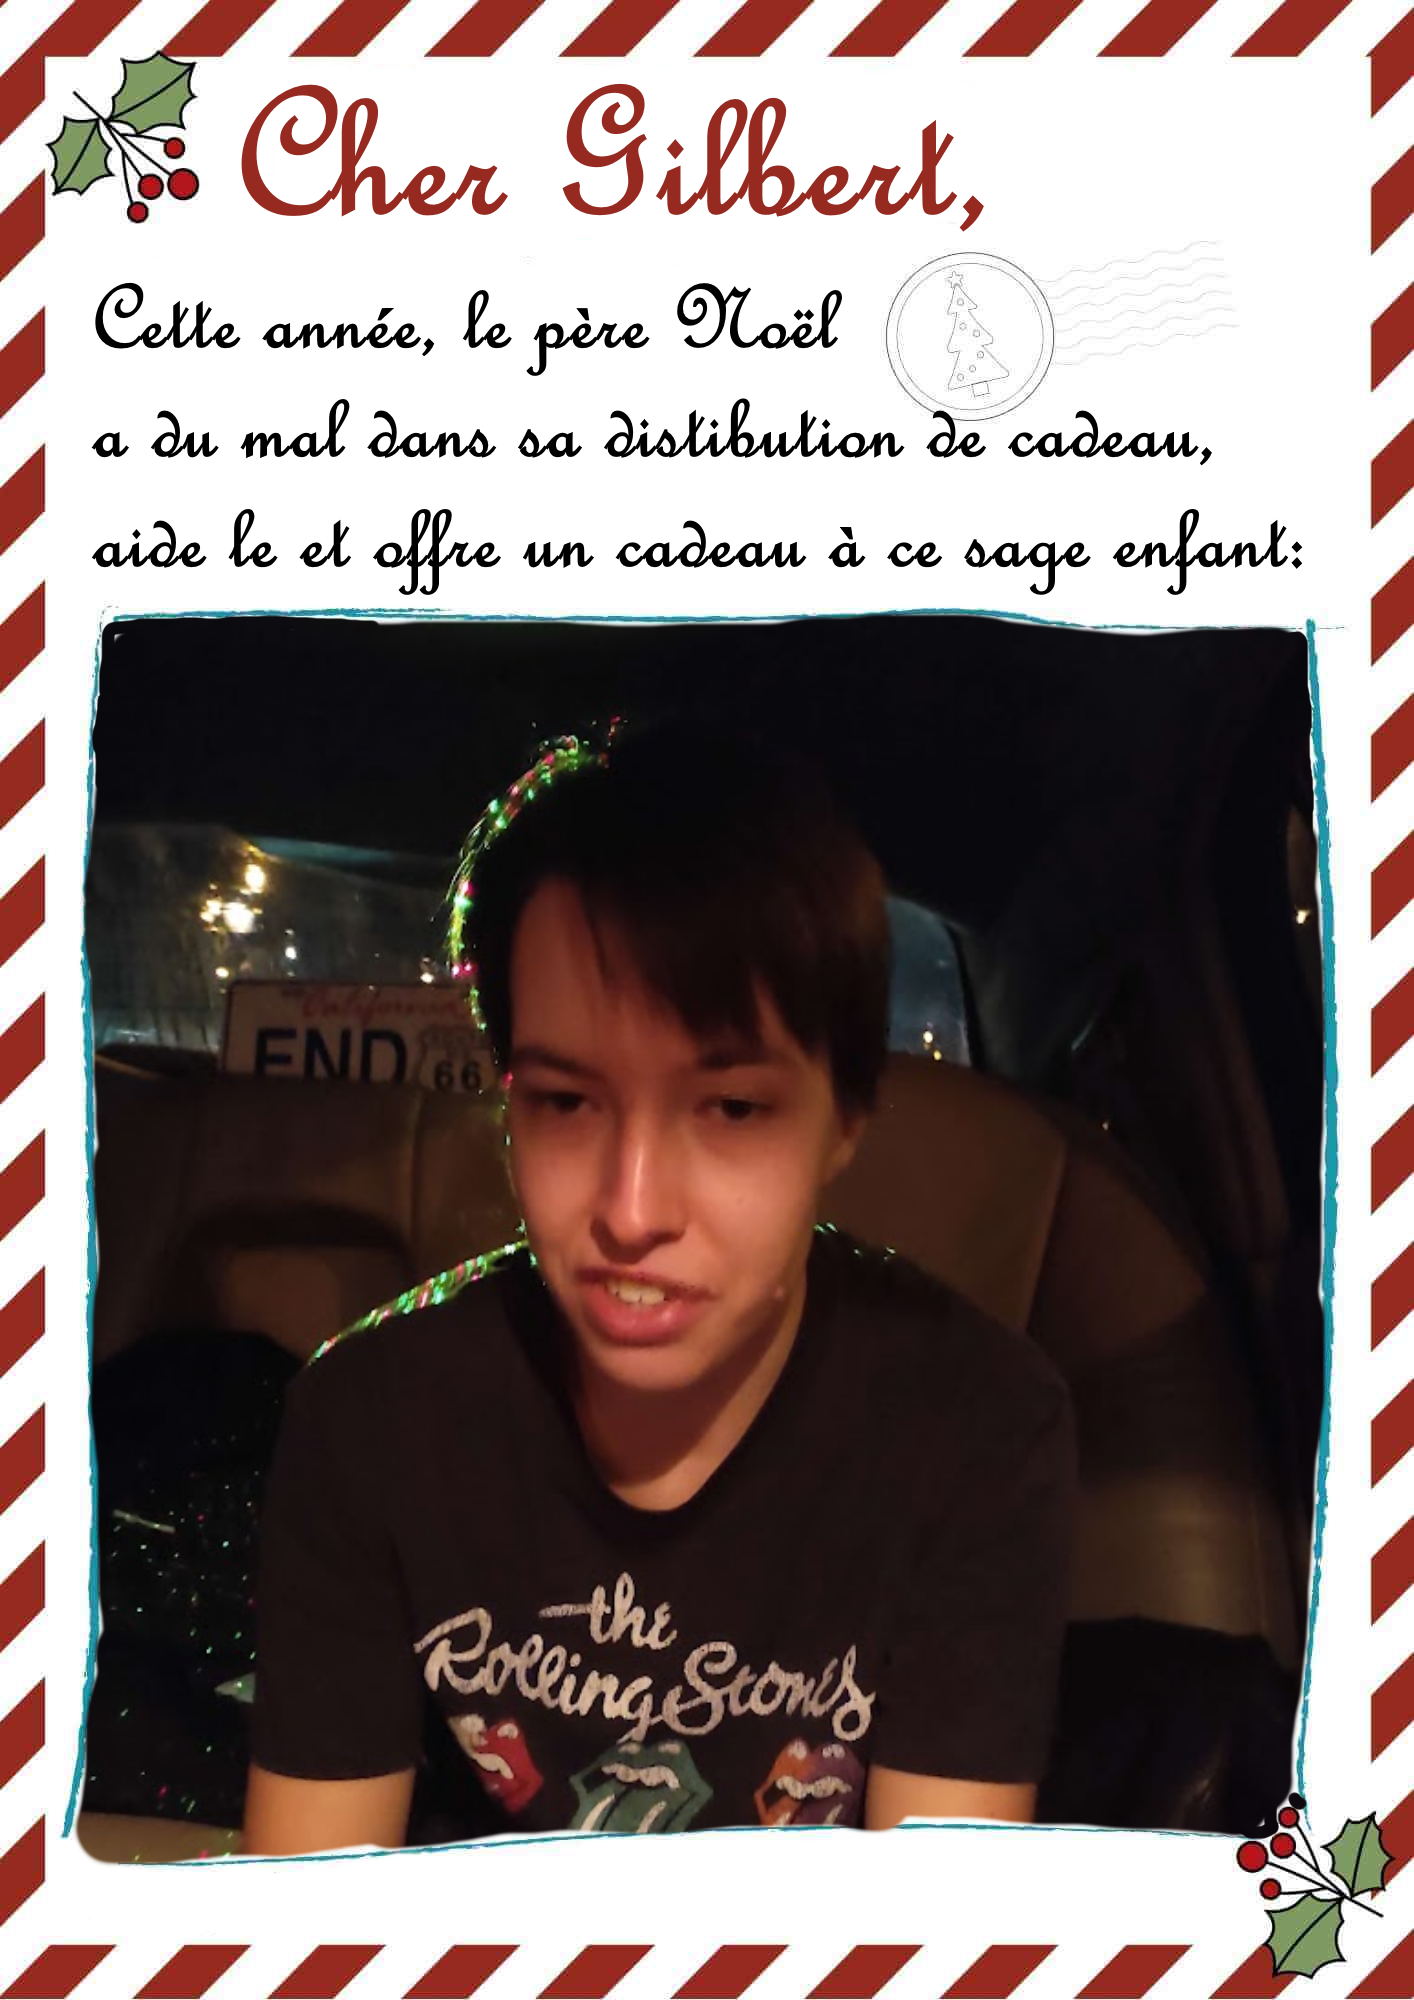 Cher Gilbert,
Cette année, le père Noël
a du mal dans sa distibution de cadeau,
aide le et offre un cadeau à ce sage enfant:
California
END
66
the
Rolling Stones